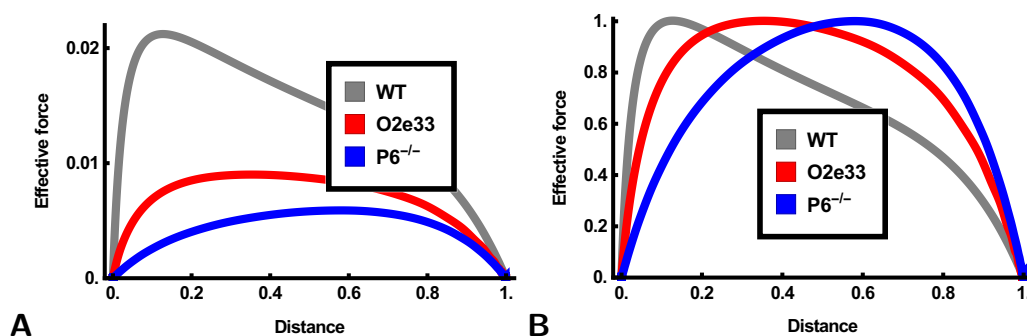 0.02
0.01
0.
Effective force
WT
O2e33
P6⁻/⁻
0. 0.2 0.4 0.6 0.8 1.
Distance
A
1.
0.8
0.6
0.4
0.2
0.
Effective force
WT
O2e33
P6⁻/⁻
0. 0.2 0.4 0.6 0.8 1.
Distance
B